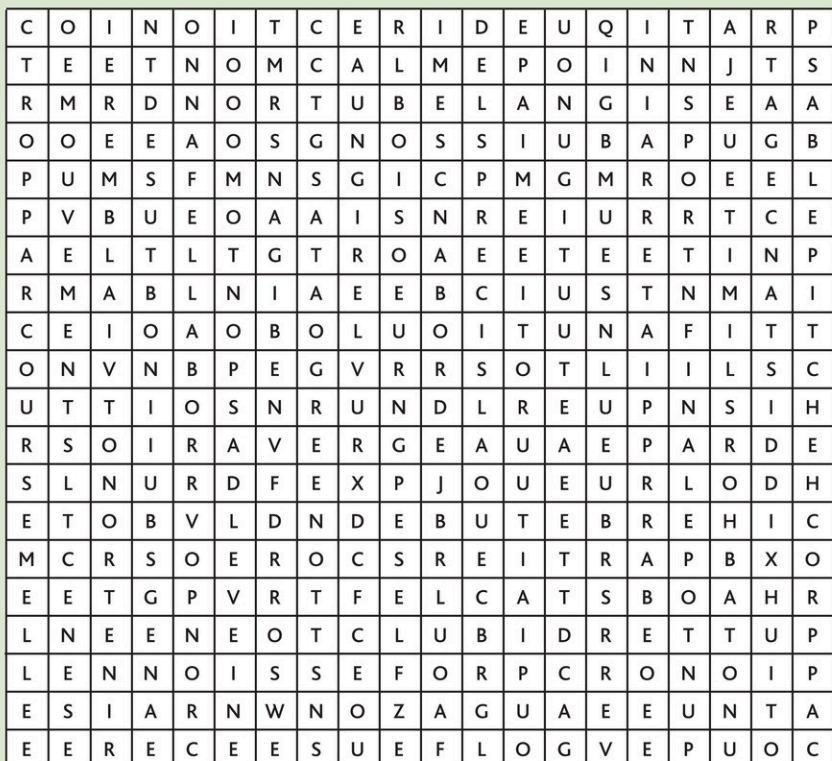 C O I N O I T C E R I D E U Q I T A R P
T E E T N O M C A L M E P O I N N J T S
R M R D N O R T U B E L A N G I S E A A
O O E E A O S G N O S S I U B A P U G B
P U M S F M N S G I C P M G M R O E E L
P V B U E O A A I S N R E I U R R T C E
A E L T L T G T R O A E E T E E T I N P
R M A B L N I A E E B C I U S T N M A I
C E I O A O B O L U O I T U N A F I T T
O N V N B P E G V R R S O T L I I L S C
U T T I O S N R U N D L R E U P N S I H
R S O I R A V E R G E A U A E P A R D E
S L N U R D F E X P J O U E U R L O D H
E T O B V L D N D E B U T E B R E H I C
M C R S O E R O C S R E I T R A P B X O
E E T G P V R T F E L C A T S B O A H R
L N E E N E O T C L U B I D R E T T U P
L E N N O I S S E F O R P C R O N O I P
E S I A R N W N O Z A G U A E E U N T A
E E R E C E E S U E F L O G V E P U O C